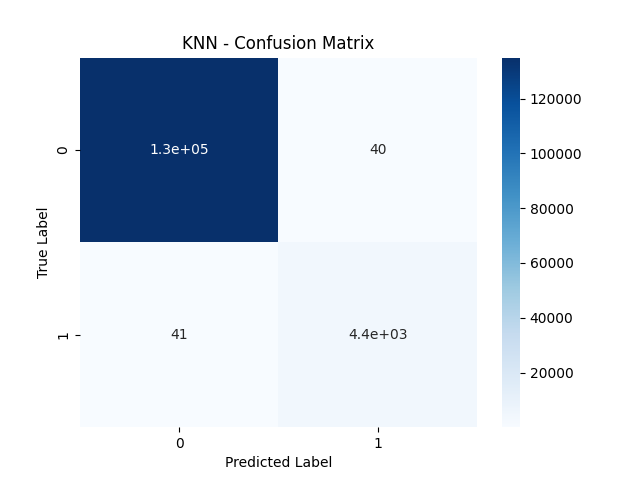 KNN - Confusion Matrix
True Label
0
1.3e+05
40
1
41
4.4e+03
0
1
Predicted Label
120000
100000
80000
60000
40000
20000